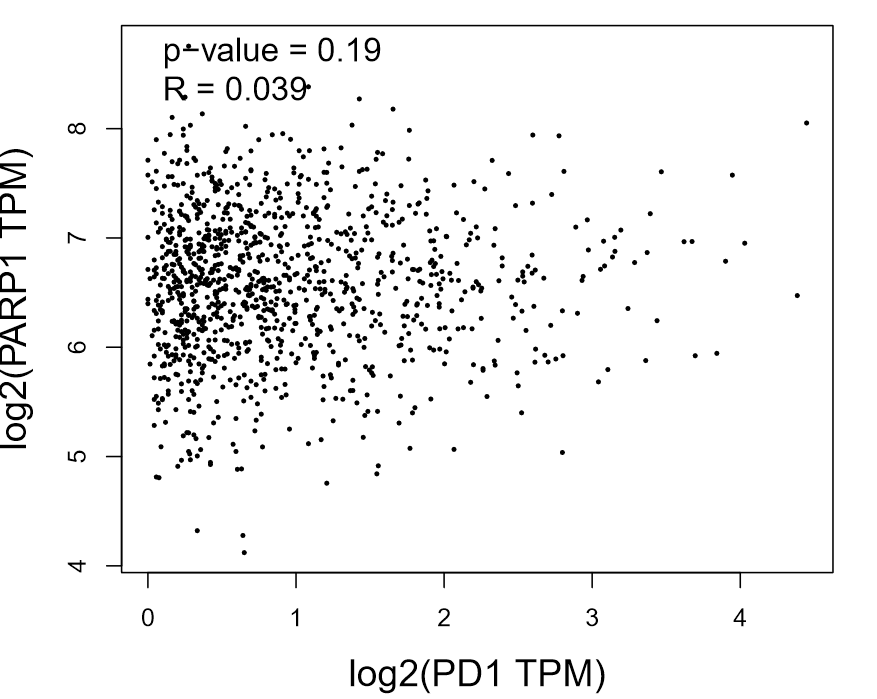 p-value = 0.19
R = 0.039
log2(PARP1 TPM)
8
7
6
5
4
0 1 2 3 4
log2(PD1 TPM)